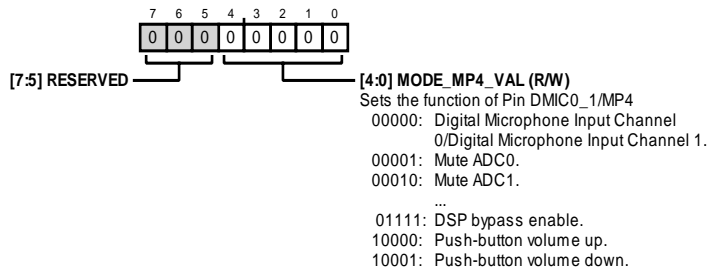 7 6 5 4 3 2 1 0
0 0 0 0 0 0 0 0
[7:5] RESERVED
[4:0] MODE_MP4_VAL (R/W)
Sets the function of Pin DMIC0_1/MP4
00000: Digital Microphone Input Channel
0/Digital Microphone Input Channel 1.
00001: Mute ADC0.
00010: Mute ADC1.
...
01111: DSP bypass enable.
10000: Push-button volume up.
10001: Push-button volume down.